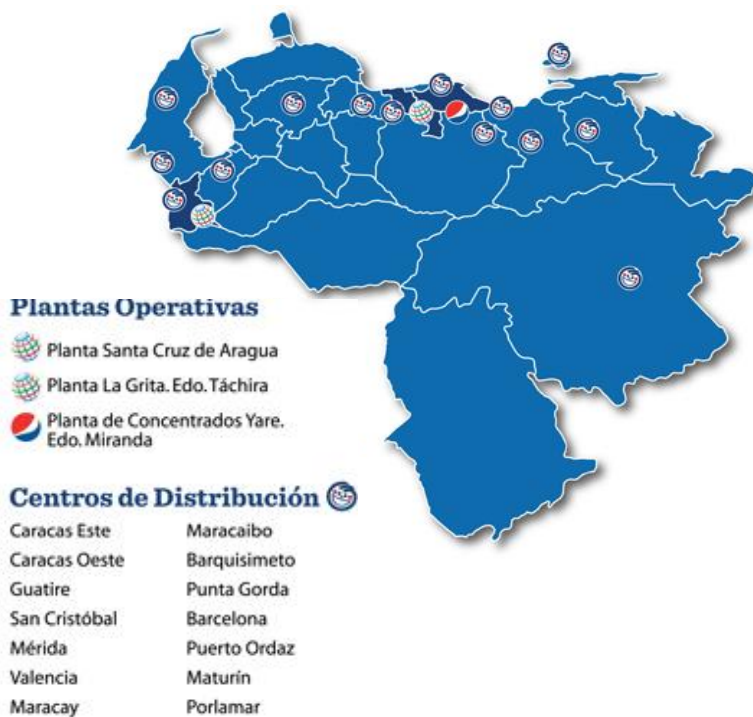 Plantas Operativas
Planta Santa Cruz de Aragua
Planta La Grita. Edo. Táchira
Planta de Concentrados Yare.
Edo. Miranda
Centros de Distribución
Caracas Este
Caracas Oeste
Guatire
San Cristóbal
Mérida
Valencia
Maracay
Maracaibo
Barquisimeto
Punta Gorda
Barcelona
Puerto Ordaz
Maturín
Porlamar